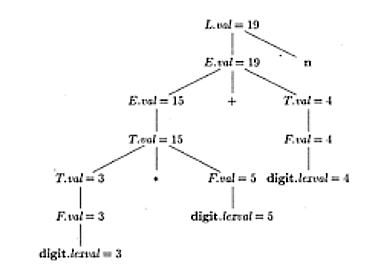 L.val = 19
E.val = 19 n
E.val = 15 + T.val = 4
T.val = 15 F.val = 4
T.val = 3 * F.val = 5 digit.lexval = 4
F.val = 3 digit.lexval = 5
digit.lexval = 3